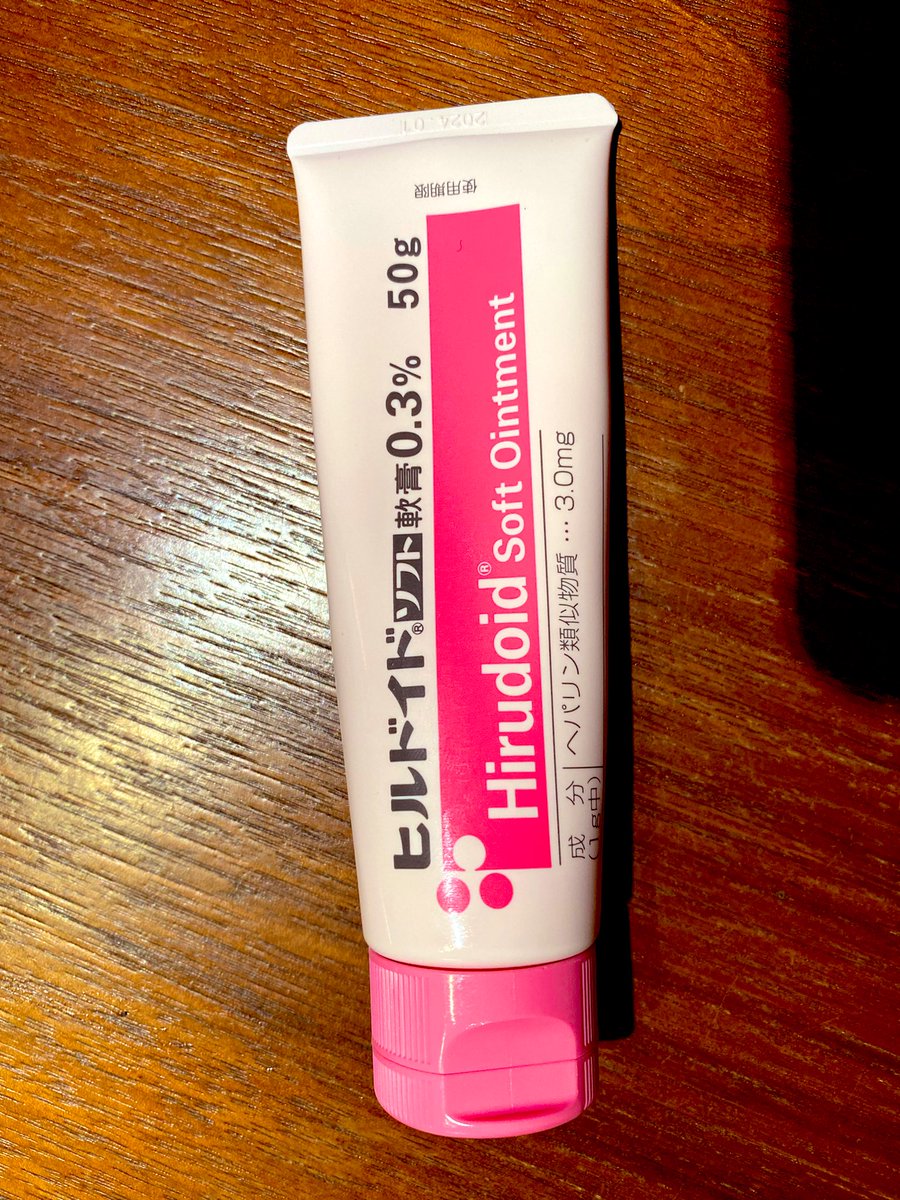 2024.01
使用期限
ヒルドイド®ソフト軟膏0.3% 50g
Hirudoid® Soft Ointment
成分 ヘパリン類似物質 … 3.0mg
(1g中)